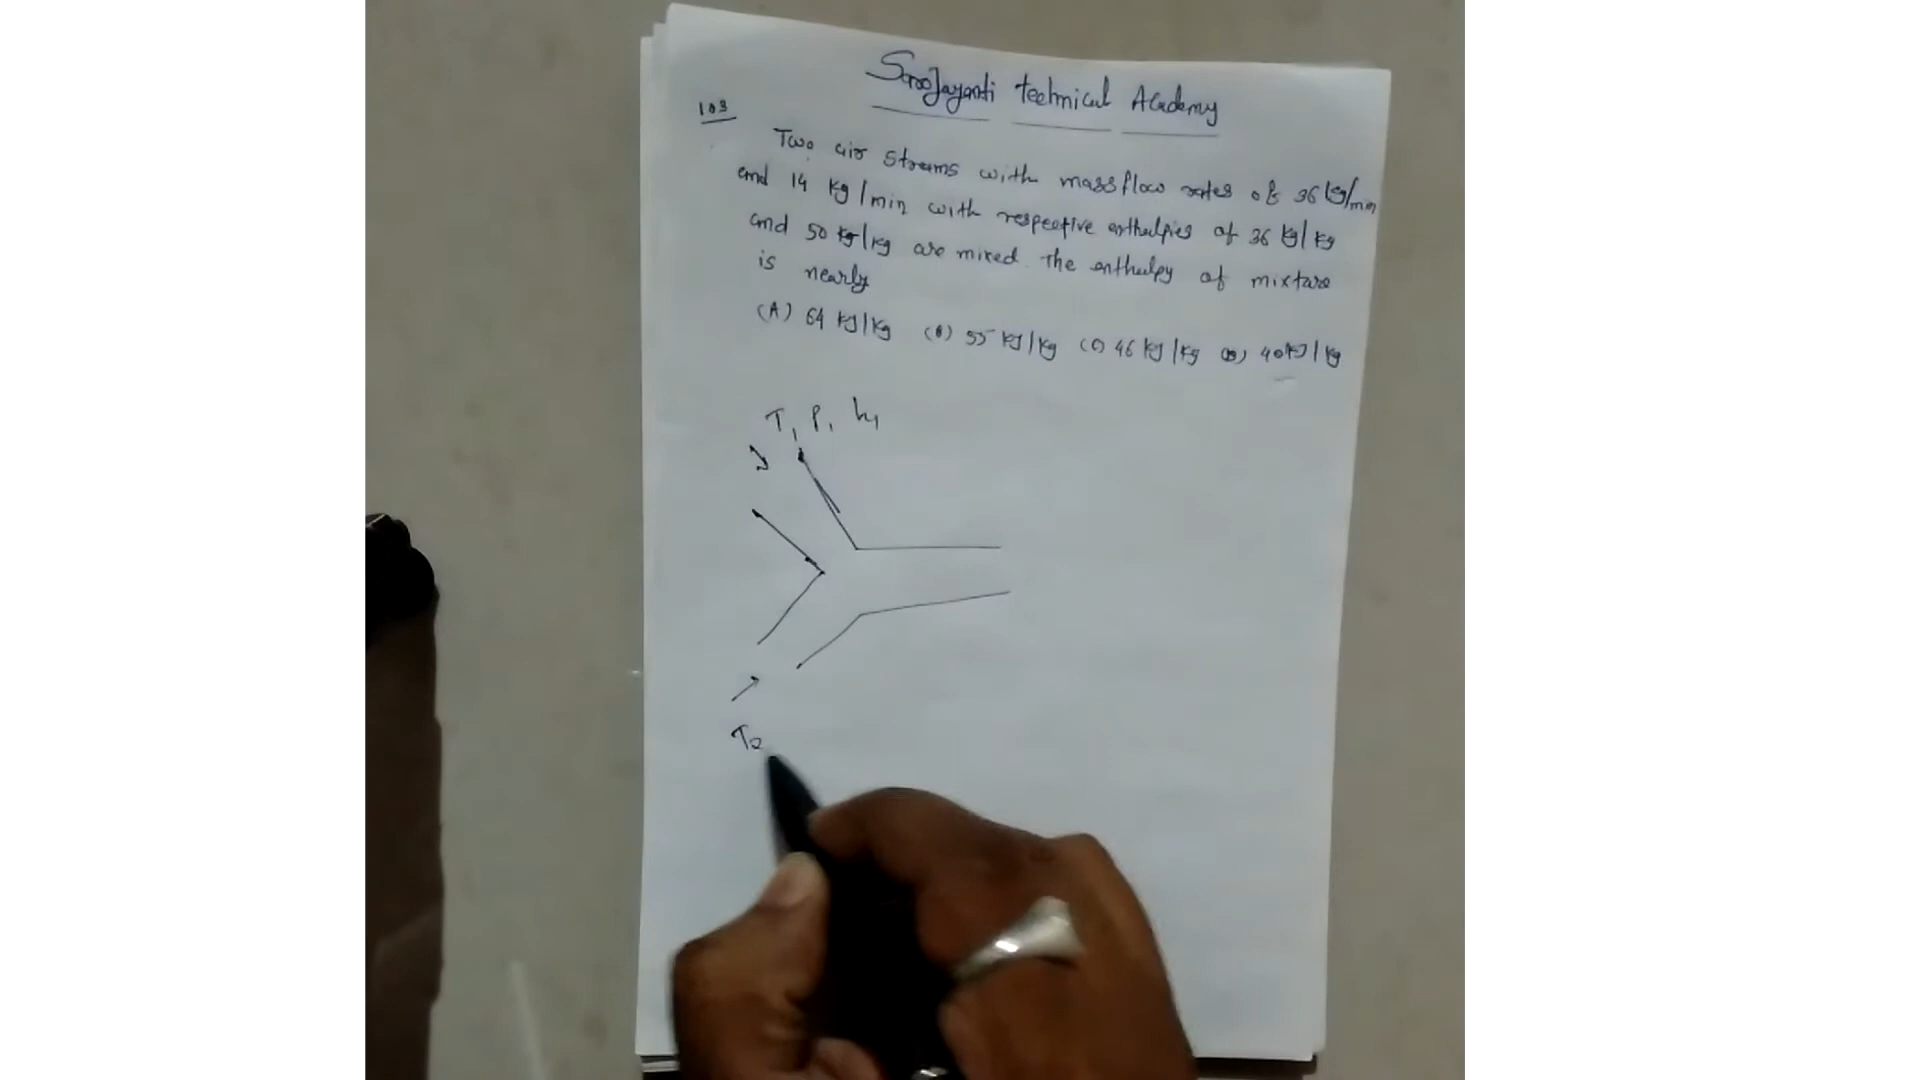 SaroJayanti technical Academy
103
Two air streams with mass flow rates of 36 kg/min
and 14 kg/min with respective enthalpies of 36 kJ/kg
and 50 kJ/kg are mixed. The enthalpy of mixture
is nearly
(A) 64 kJ/kg (B) 55 kJ/kg (C) 46 kJ/kg (D) 40 kJ/kg
T1 P1 h1
T2